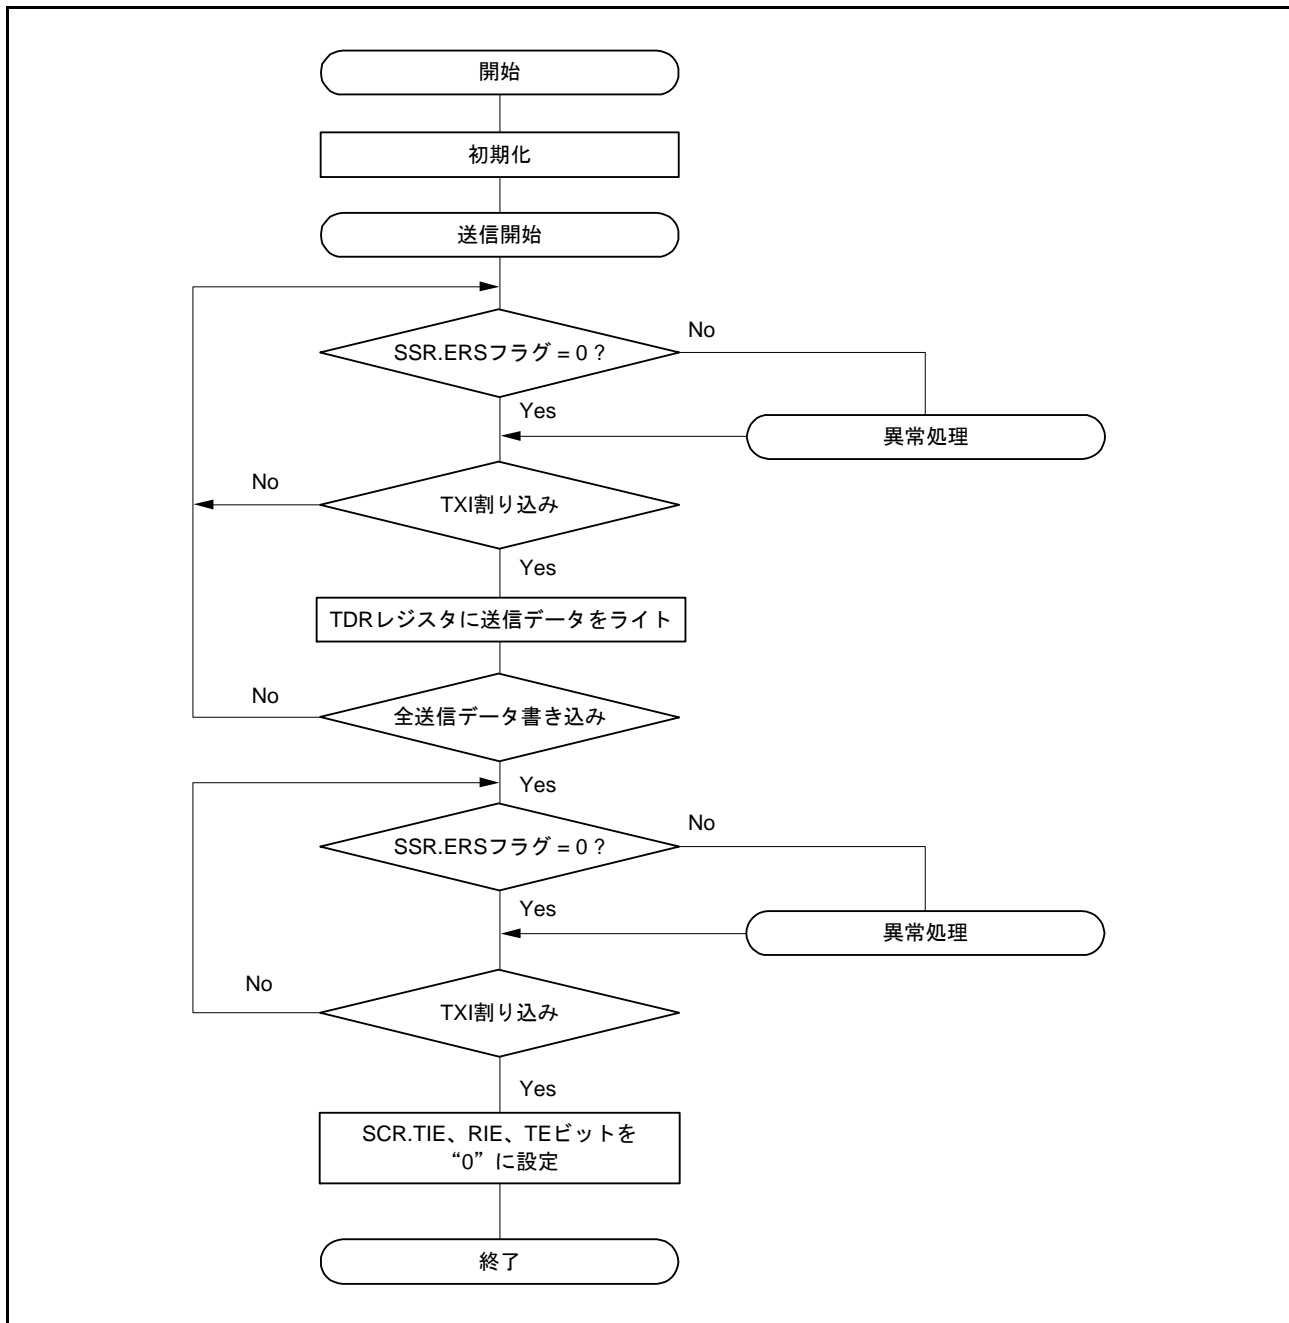 開始
初期化
送信開始
SSR.ERSフラグ = 0 ?
No
Yes
異常処理
No
TXI割り込み
Yes
TDRレジスタに送信データをライト
No
全送信データ書き込み
Yes
SSR.ERSフラグ = 0 ?
No
Yes
異常処理
No
TXI割り込み
Yes
SCR.TIE、RIE、TEビットを
“0”に設定
終了